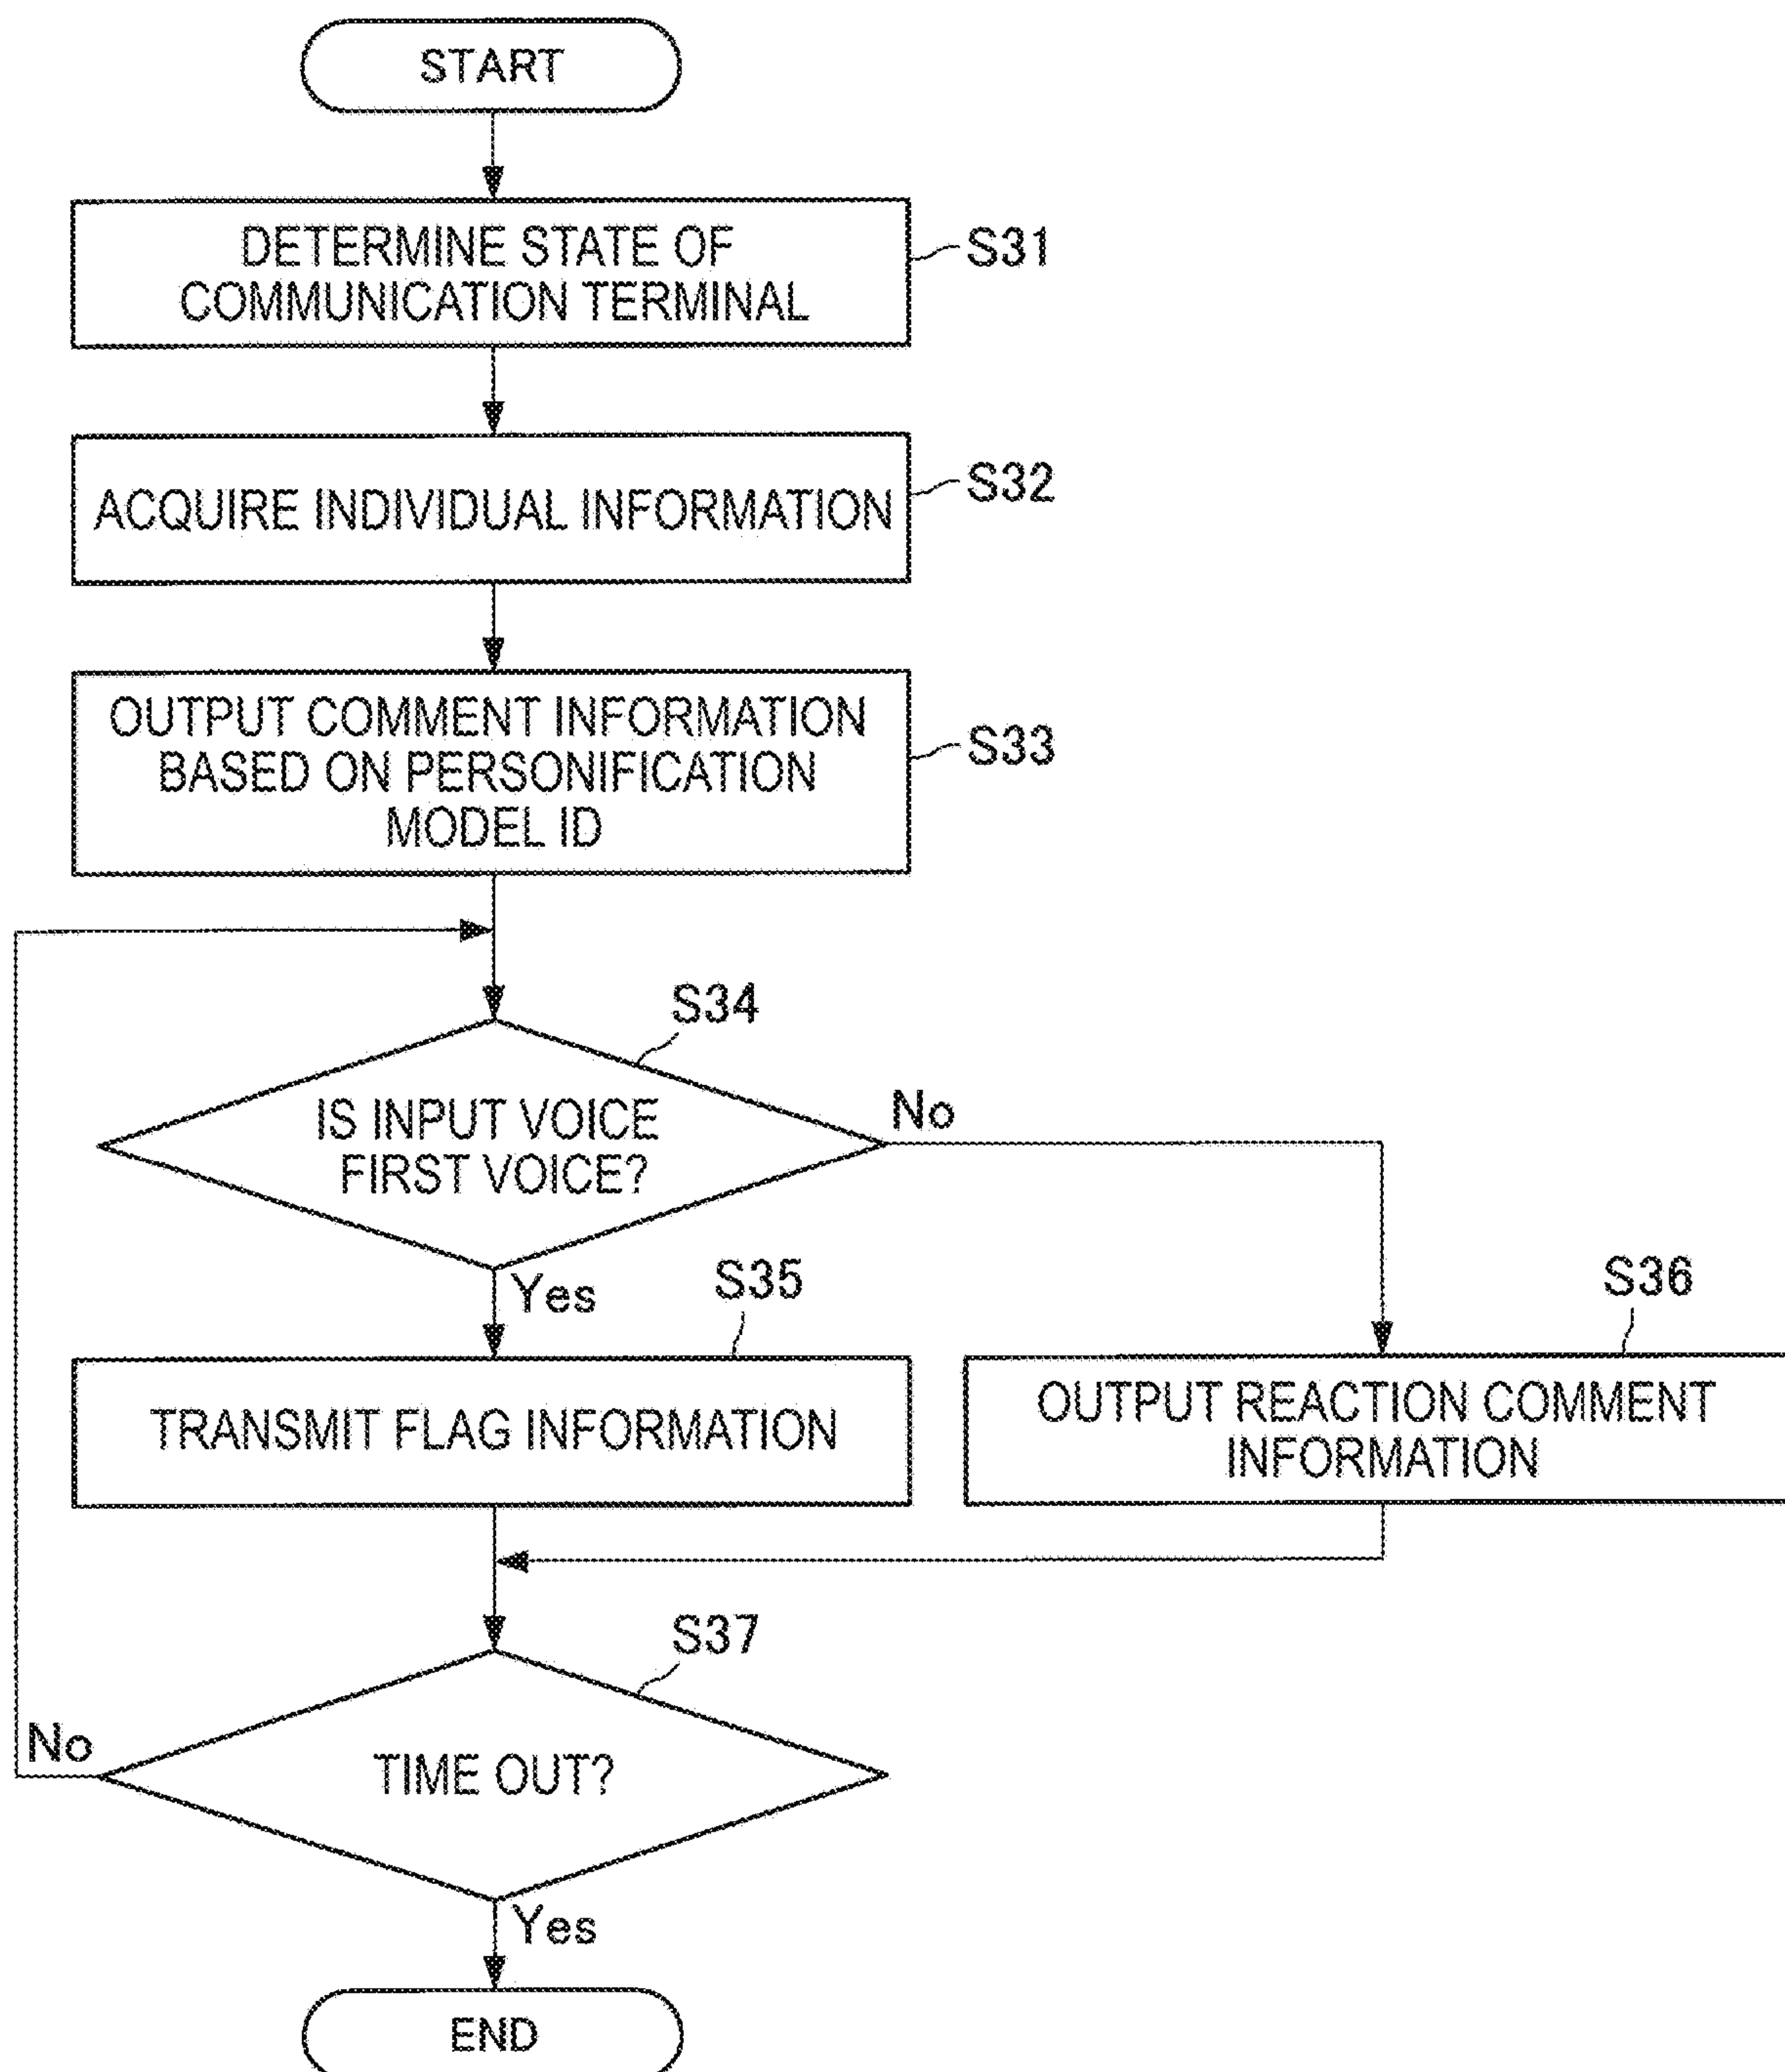 START
DETERMINE STATE OF
COMMUNICATION TERMINAL
S31
ACQUIRE INDIVIDUAL INFORMATION
S32
OUTPUT COMMENT INFORMATION
BASED ON PERSONIFICATION
MODEL ID
S33
S34
IS INPUT VOICE
FIRST VOICE?
No
Yes
S35
TRANSMIT FLAG INFORMATION
S36
OUTPUT REACTION COMMENT
INFORMATION
S37
TIME OUT?
No
Yes
END